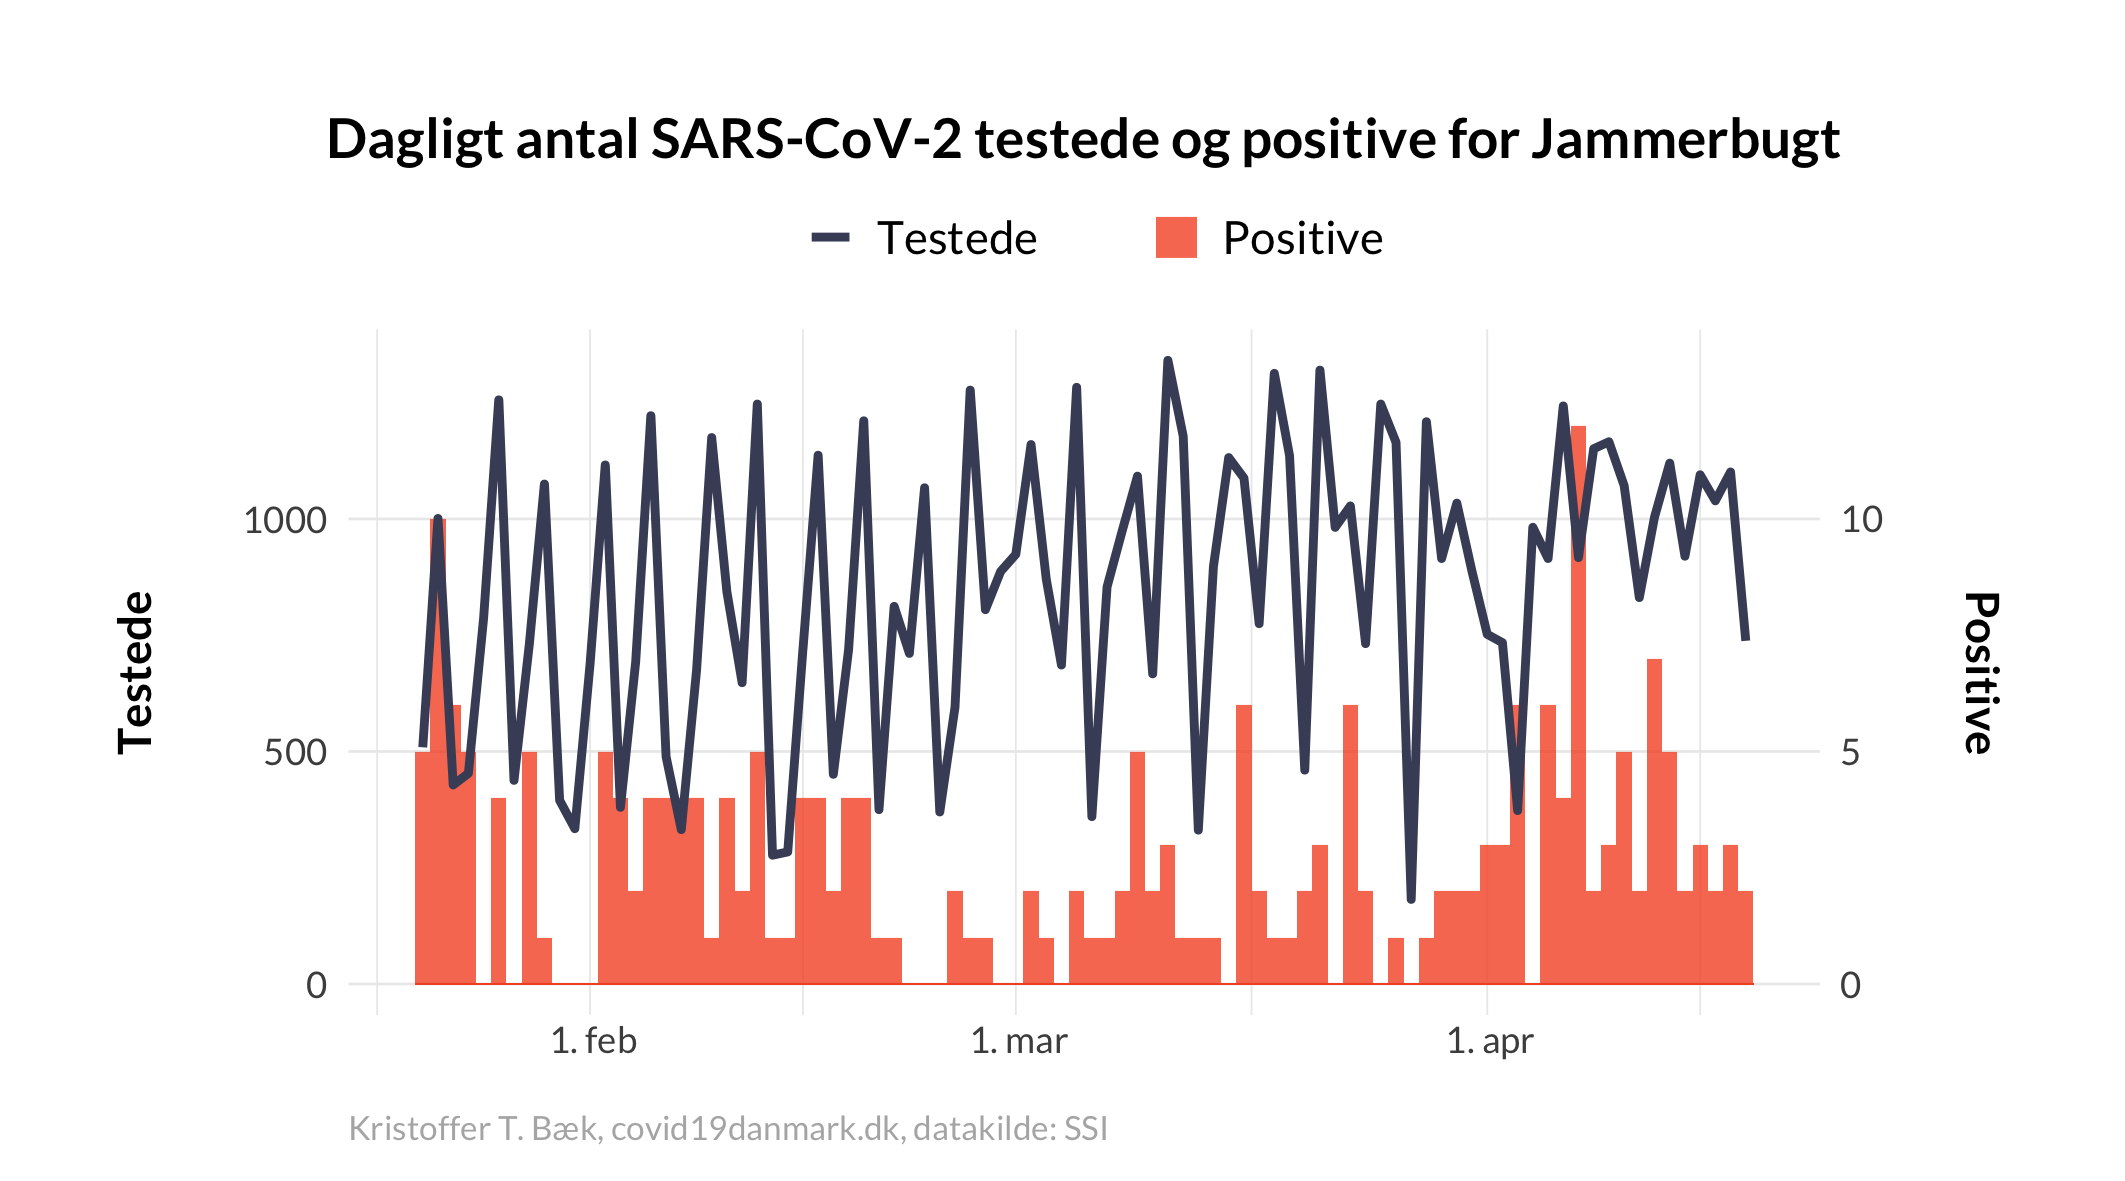 Dagligt antal SARS-CoV-2 testede og positive for Jammerbugt
Testede Positive
Testede
1000
500
0
10
5
0
Positive
1. feb 1. mar 1. apr
Kristoffer T. Bæk, covid19danmark.dk, datakilde: SSI